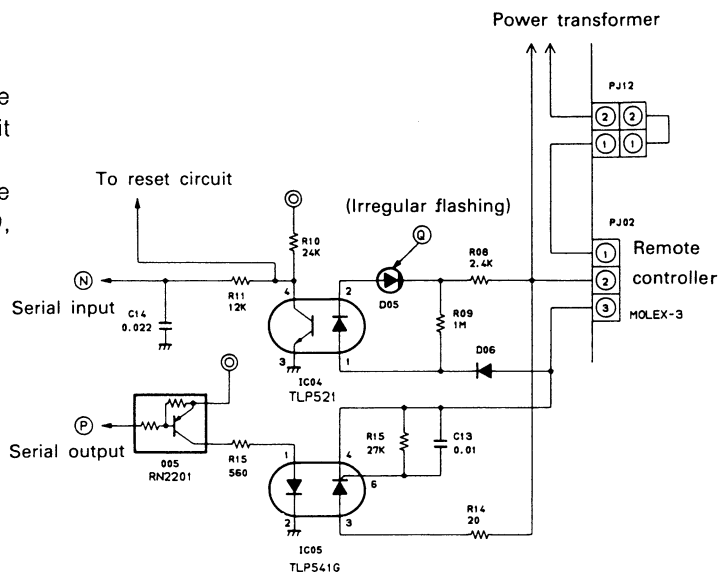 Power transformer
e
it
e
),
PJ12
2 2
1 1
To reset circuit
(Irregular flashing)
Q
PJ02
1
2
3
Remote
controller
MOLEX-3
R10
24K
R08
2.4K
N
Serial input
R11
12K
C14
0.022
4
3
2
1
D05
R09
1M
D06
IC04
TLP521
P
Serial output
Q05
RN2201
R15
560
1
2
4
6
3
R15
27K
C13
0.01
R14
20
IC05
TLP541G